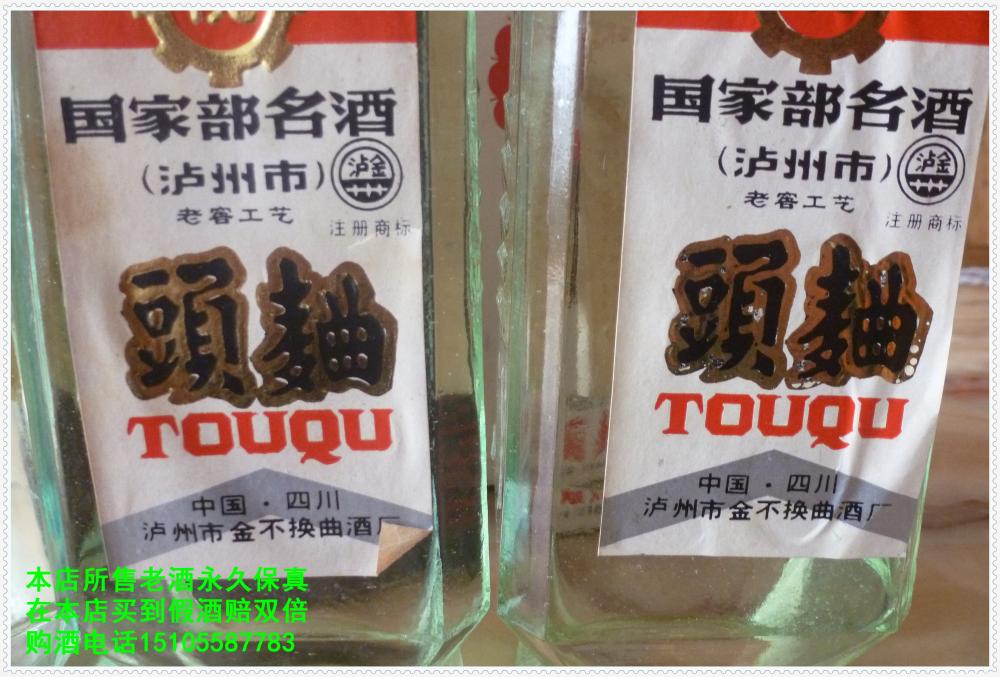 国家部名酒
（泸州市）
泸金
老窖工艺
注册商标
頭麯
TOUQU
中国·四川
泸州市金不换曲酒厂
国家部名酒
（泸州市）
泸金
老窖工艺
注册商标
頭麯
TOUQU
中国·四川
泸州市金不换曲酒厂
本店所售老酒永久保真
在本店买到假酒赔双倍
购酒电话15105587783